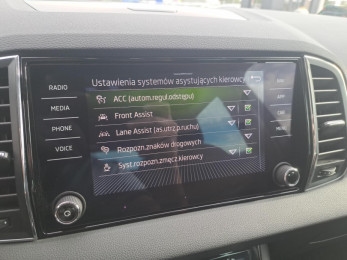 Ustawienia systemów asystujących kierowcy
RADIO
MEDIA
PHONE
VOICE
ACC (autom.regul.odstępu)
Front Assist
Lane Assist (as.utrz.p.ruchu)
Rozpozn.znaków drogowych
Syst.rozpozn.zmęcz.kierowcy